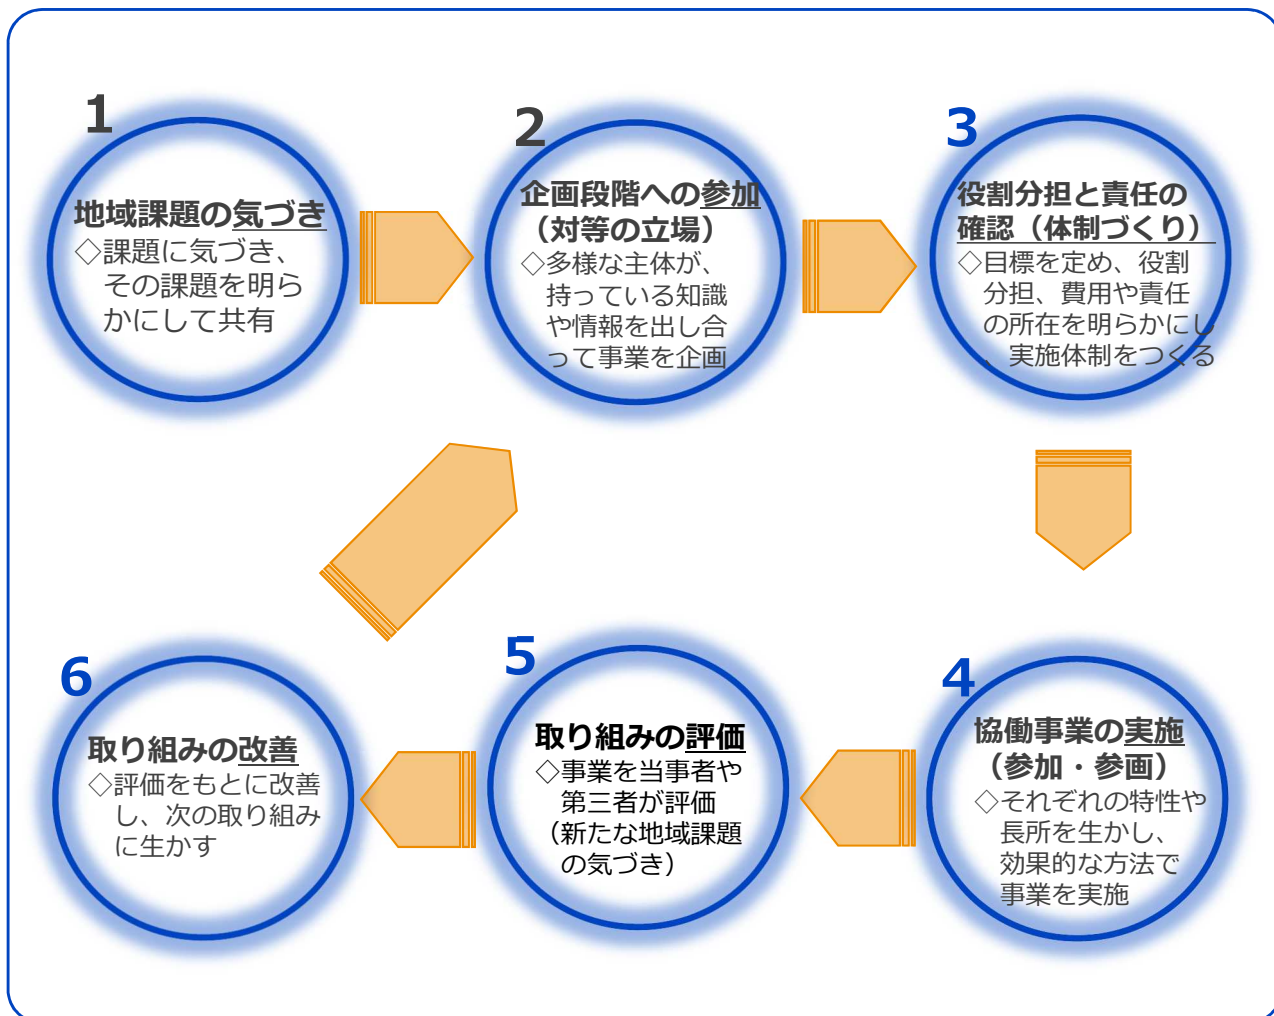 1
地域課題の気づき
◇課題に気づき、
その課題を明ら
かにして共有
2
企画段階への参加
（対等の立場）
◇多様な主体が、
持っている知識
や情報を出し合
って事業を企画
3
役割分担と責任の
確認（体制づくり）
◇目標を定め、役割
分担、費用や責任
の所在を明らかにし
、実施体制をつくる
4
協働事業の実施
（参加・参画）
◇それぞれの特性や
長所を生かし、
効果的な方法で
事業を実施
5
取り組みの評価
◇事業を当事者や
第三者が評価
（新たな地域課題
の気づき）
6
取り組みの改善
◇評価をもとに改善
し、次の取り組み
に生かす